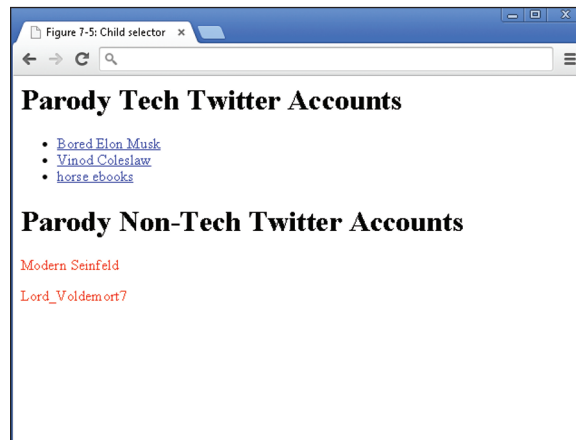 Figure 7-5: Child selector
Parody Tech Twitter Accounts
Bored Elon Musk
Vinod Coleslaw
horse ebooks
Parody Non-Tech Twitter Accounts
Modern Seinfeld
Lord_Voldemort7